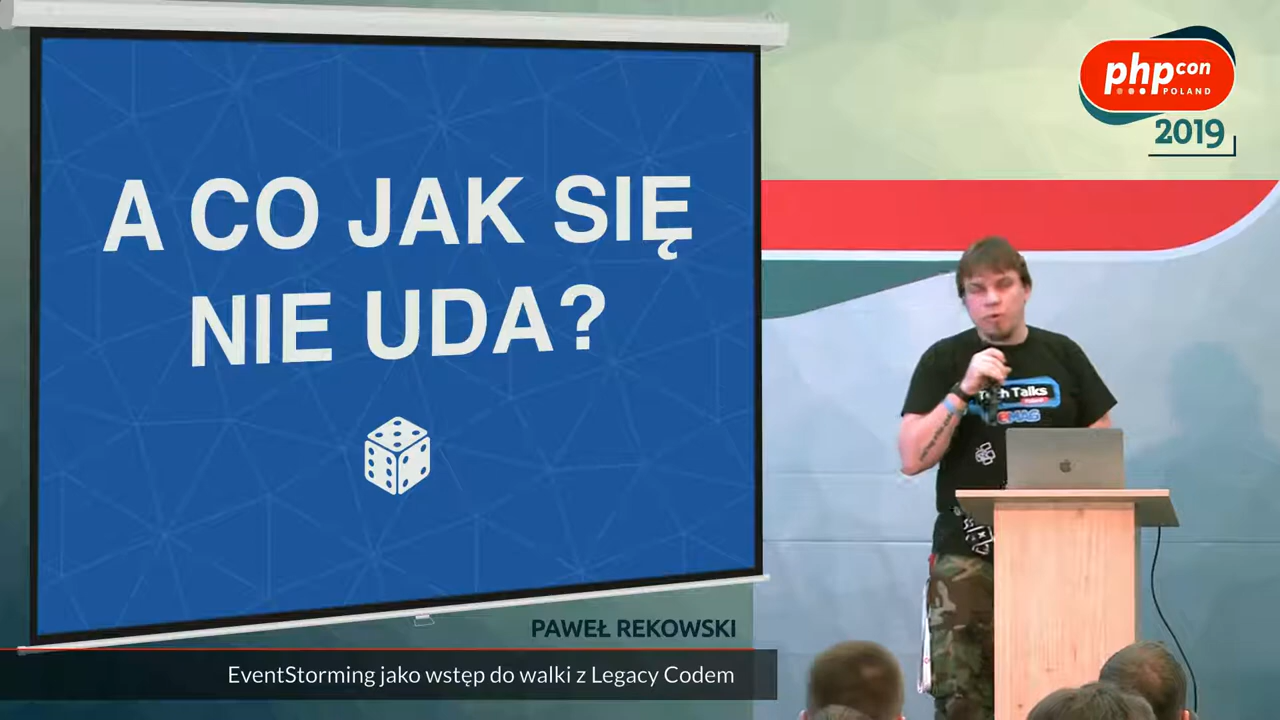 A CO JAK SIĘ
NIE UDA?
php con
POLAND
2019
Tech Talks
eMAG
PAWEŁ REKOWSKI
EventStorming jako wstęp do walki z Legacy Codem